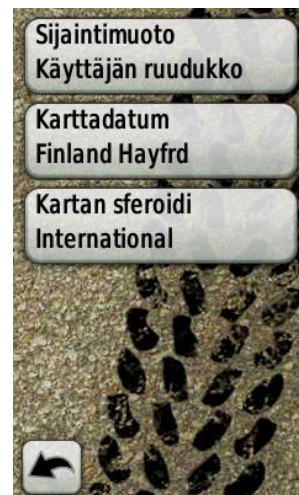 Sijaintimuoto
Käyttäjän ruudukko
Karttadatum
Finland Hayfrd
Kartan sferoidi
International